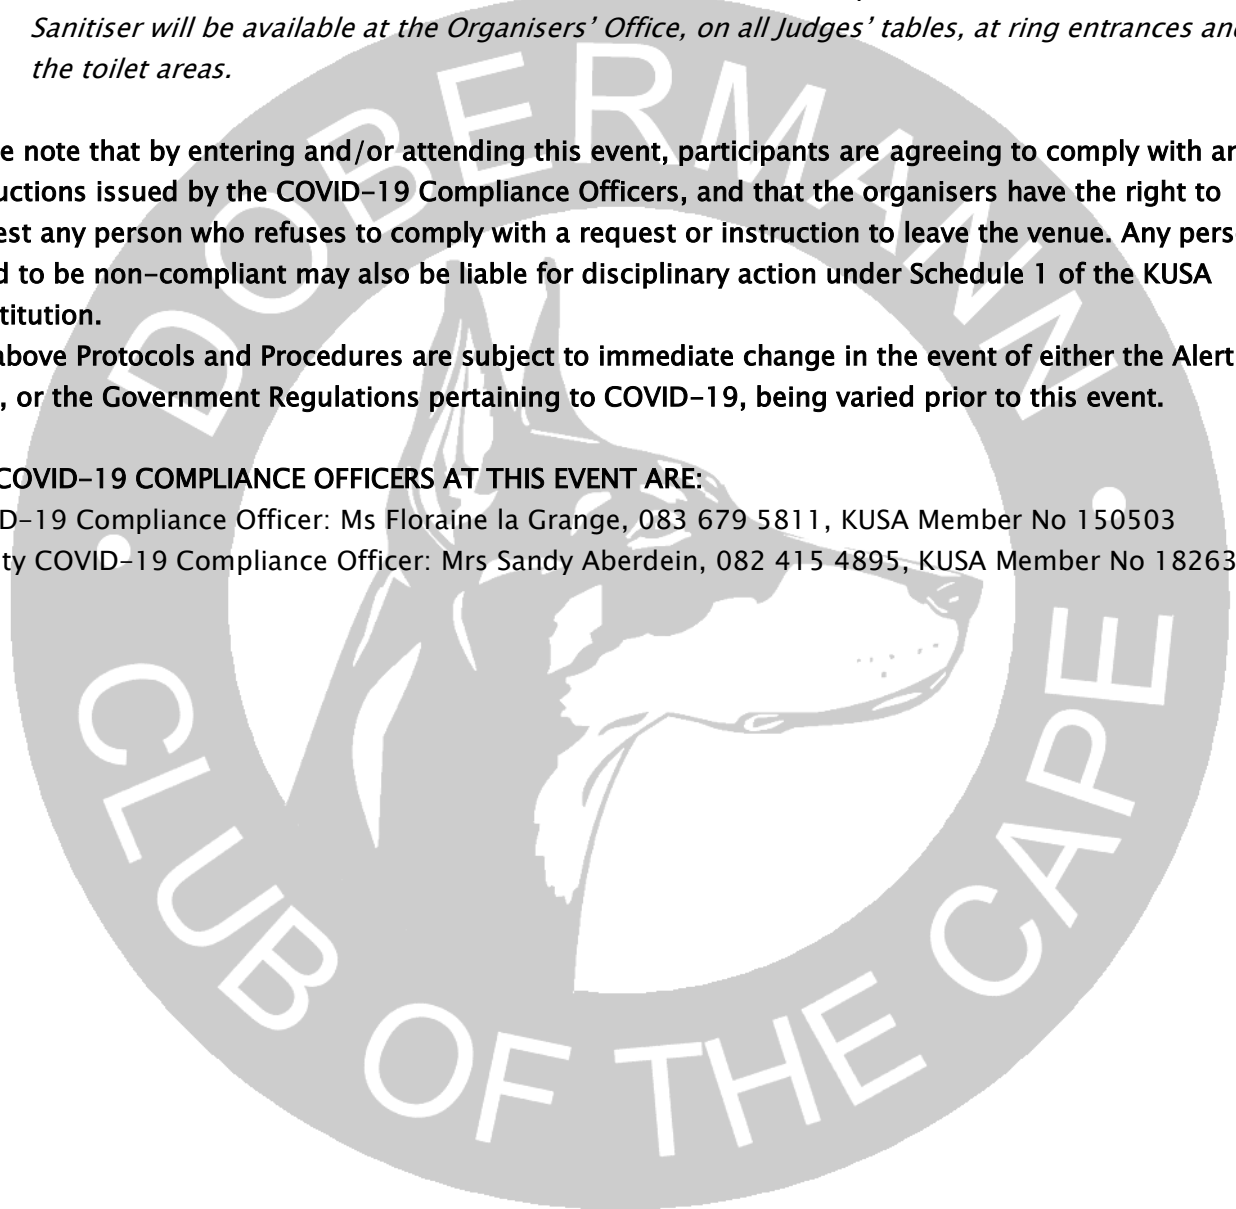 Sanitiser will be available at the Organisers’ Office, on all Judges’ tables, at ring entrances and
the toilet areas.
e note that by entering and/or attending this event, participants are agreeing to comply with
uctions issued by the COVID-19 Compliance Officers, and that the organisers have the right to
est any person who refuses to comply with a request or instruction to leave the venue. Any pers
d to be non-compliant may also be liable for disciplinary action under Schedule 1 of the KUSA
titution.
above Protocols and Procedures are subject to immediate change in the event of either the Alert
, or the Government Regulations pertaining to COVID-19, being varied prior to this event.
COVID-19 COMPLIANCE OFFICERS AT THIS EVENT ARE:
D-19 Compliance Officer: Ms Floraine la Grange, 083 679 5811, KUSA Member No 150503
ty COVID-19 Compliance Officer: Mrs Sandy Aberdein, 082 415 4895, KUSA Member No 18263
DOBERMANN
CLUB OF THE CAPE